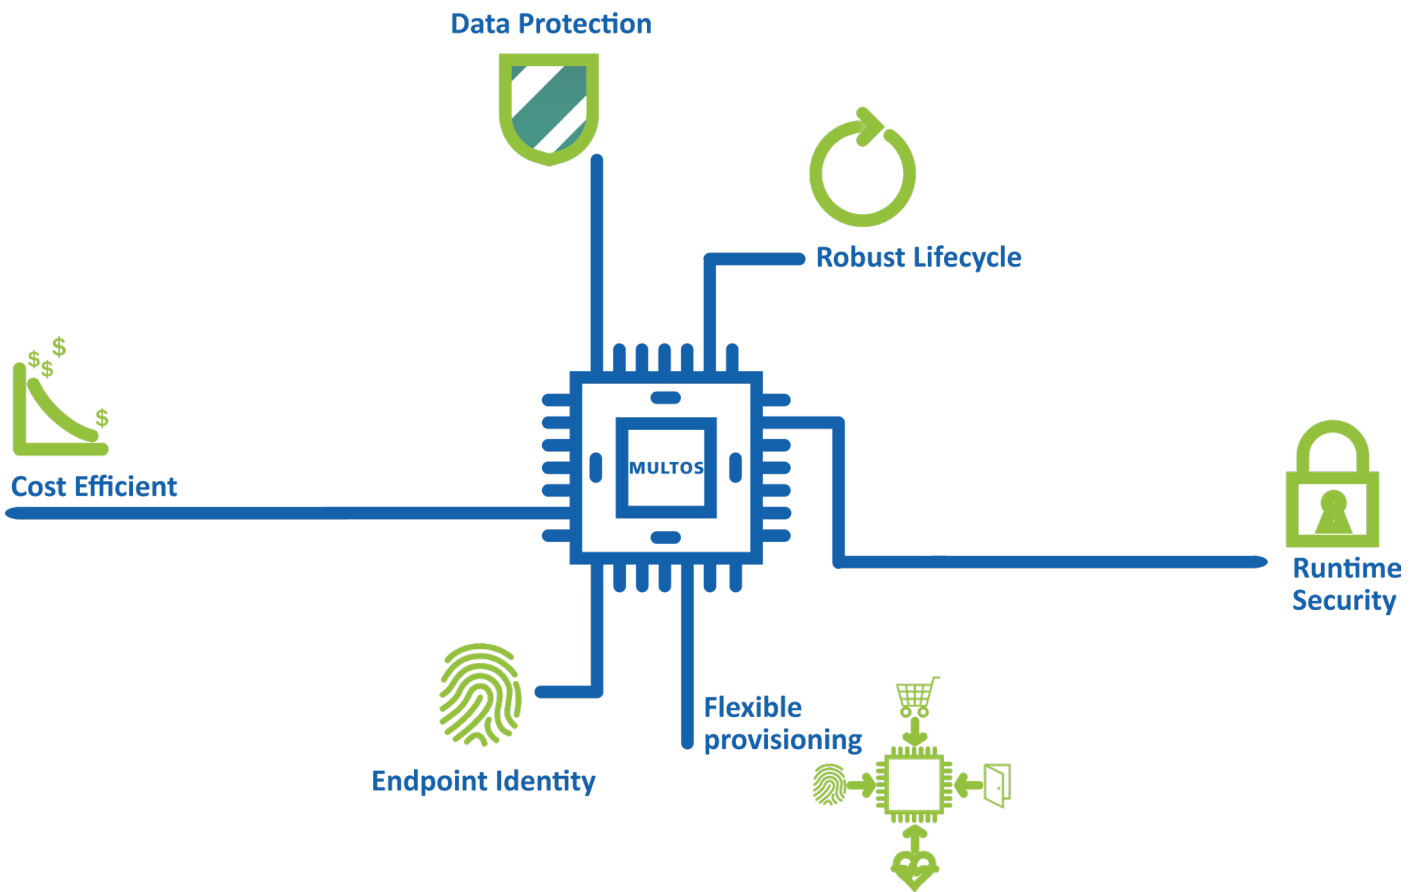 Data Protection
Robust Lifecycle
$
$
$
$
Cost Efficient
MULTOS
Runtime
Security
Flexible
provisioning
Endpoint Identity